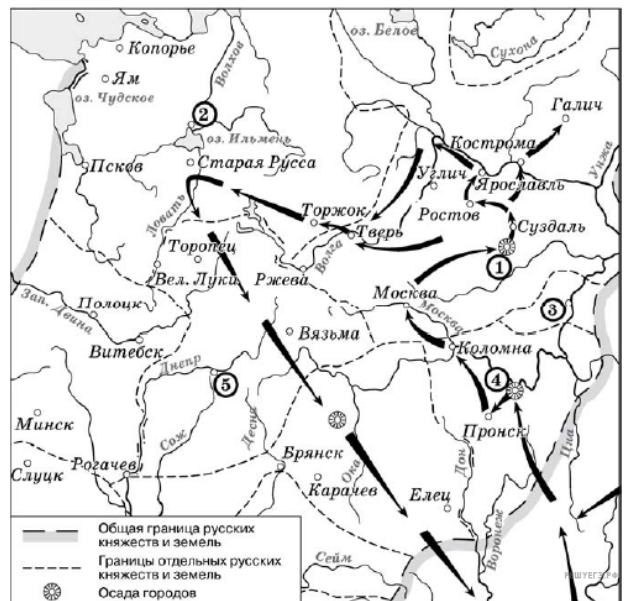 оз. Белое
Сухона
Копорье
Волхов
Ям
оз. Чудское
Галич
2
оз. Ильмень
Кострома
Унжа
Псков
Старая Русса
Углич
Ярославль
Ловать
Торжок
Ростов
Суздаль
Тверь
Торопец
Волга
1
Вел. Луки
Ржева
Москва
Зап. Двина
Полоцк
Москва
3
Витебск
Вязьма
Коломна
Днепр
4
5
Минск
Пронск
Сож
Десна
Дон
Цна
Слуцк
Рогачев
Брянск
Ока
Карачев
Елец
Воронеж
Сейм
Общая граница русских
княжеств и земель
Границы отдельных русских
княжеств и земель
Осада городов
РЕШУЕГЭ.РФ